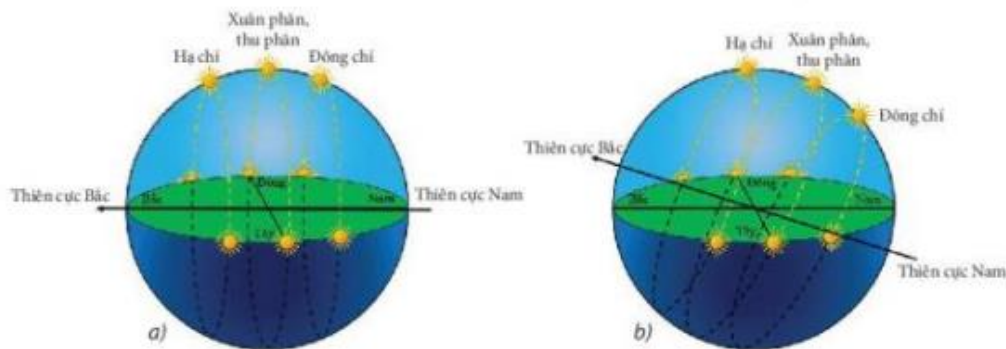 Xuân phân,
thu phân
Hạ chí
Đông chí
Thiên cực Bắc
Thiên cực Nam
Bắc
Đông
Nam
Tây
a)
Hạ chí
Xuân phân,
thu phân
Đông chí
Thiên cực Bắc
Bắc
Đông
Nam
Tây
Thiên cực Nam
b)